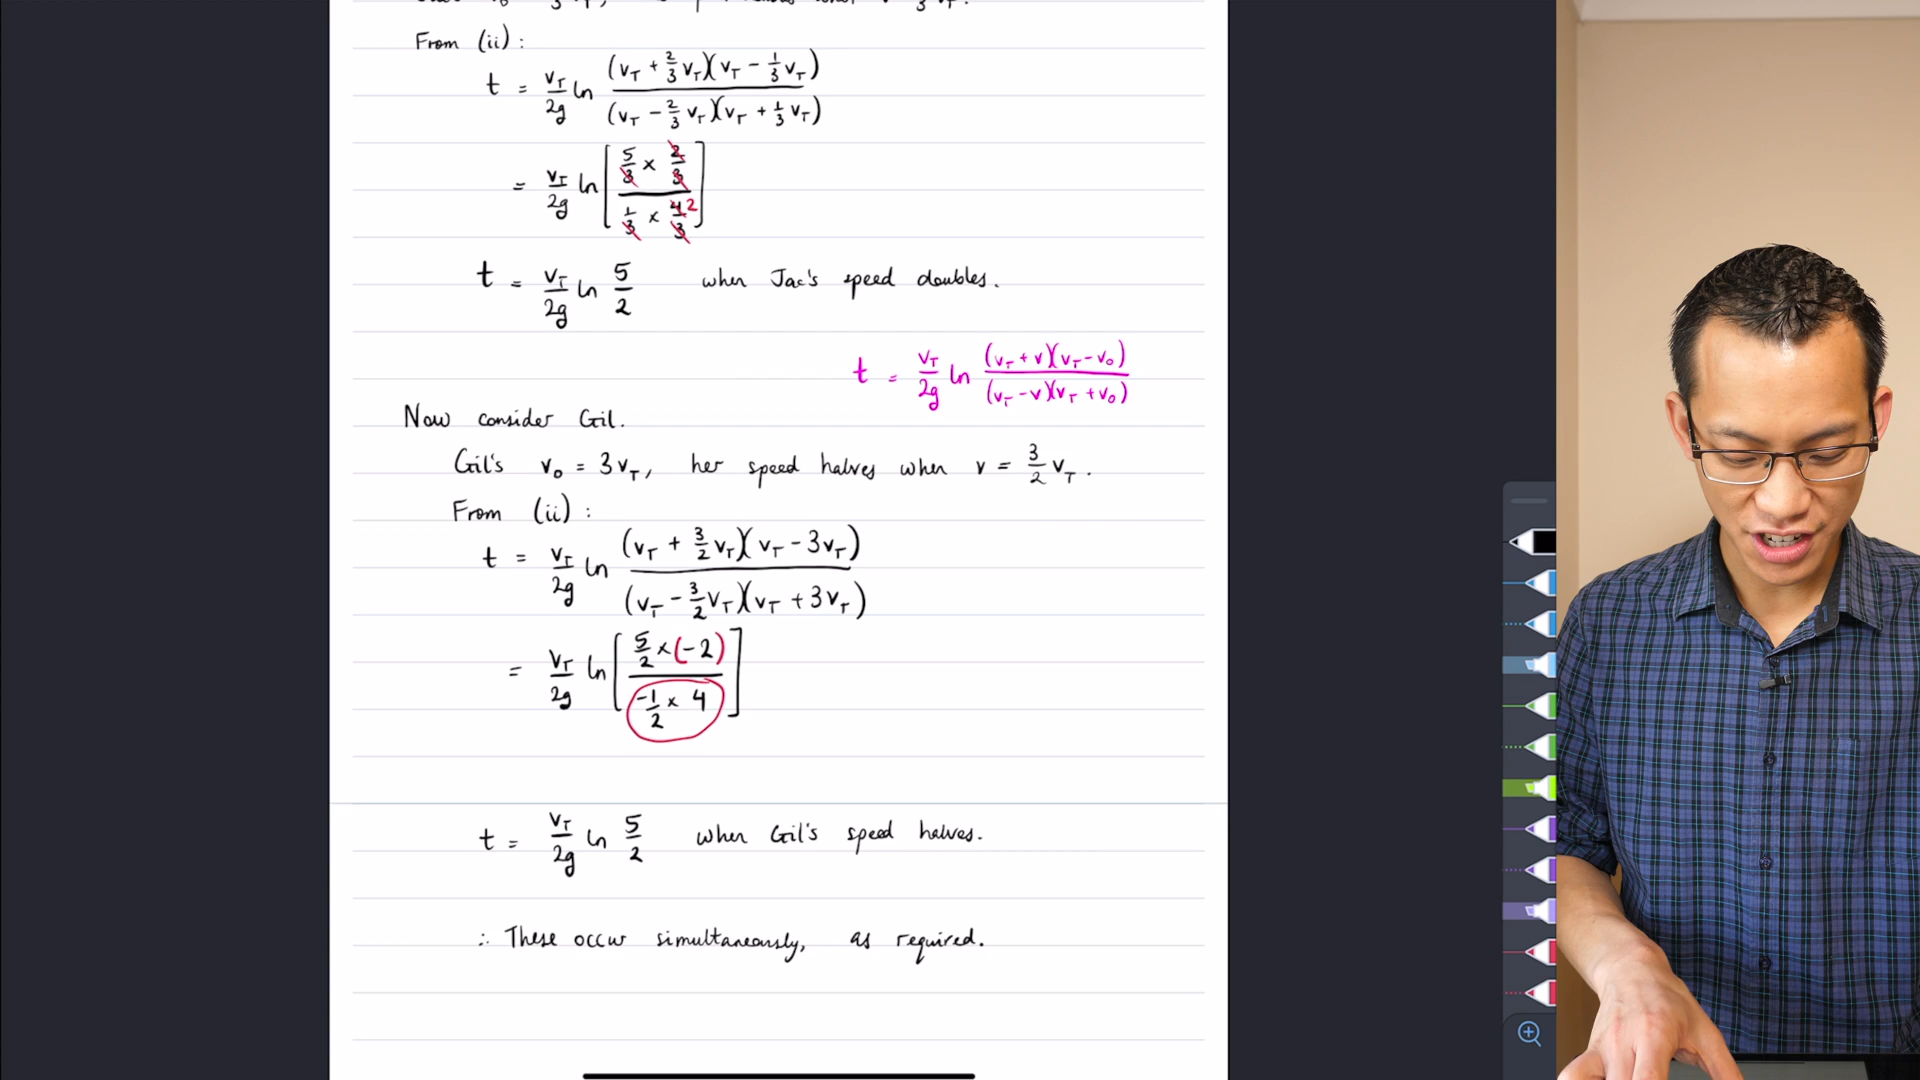 From (ii) :
t = v_T/2g ln (v_T + 2/3 v_T)(v_T - 1/3 v_T) / (v_T - 2/3 v_T)(v_T + 1/3 v_T)
= v_T/2g ln [ 5/3 × 2/3 / 1/3 × 4/3 ] 2
t = v_T/2g ln 5/2 when Jac's speed doubles.
t = v_T/2g ln (v_T + v)(v_T - v_0) / (v_T - v)(v_T + v_0)
Now consider Gil.
Gil's v_0 = 3v_T, her speed halves when v = 3/2 v_T.
From (ii) :
t = v_T/2g ln (v_T + 3/2 v_T)(v_T - 3v_T) / (v_T - 3/2 v_T)(v_T + 3v_T)
= v_T/2g ln [ 5/2 × (-2) / -1/2 × 4 ]
t = v_T/2g ln 5/2 when Gil's speed halves.
∴ These occur simultaneously, as required.